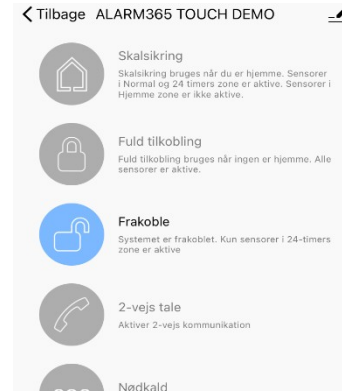 Tilbage ALARM365 TOUCH DEMO
Skalsikring
Skalsikring bruges når du er hjemme. Sensorer
i Normal og 24 timers zone er aktive. Sensorer i
Hjemme zone er ikke aktive.
Fuld tilkobling
Fuld tilkobling bruges når ingen er hjemme. Alle
sensorer er aktive.
Frakoble
Systemet er frakoblet. Kun sensorer i 24-timers
zone er aktive
2-vejs tale
Aktiver 2-vejs kommunikation
Nødkald